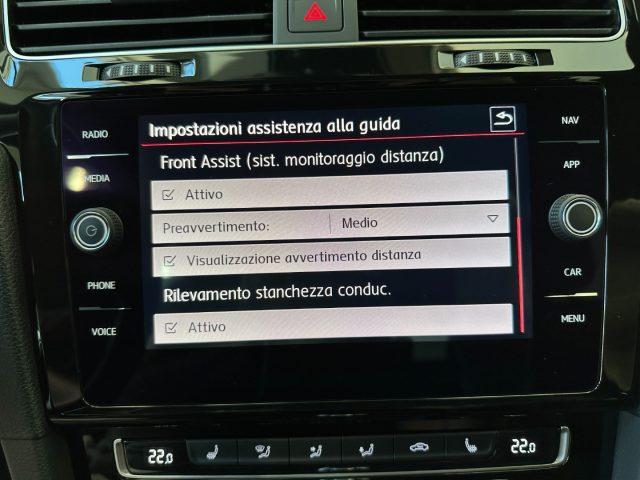 Impostazioni assistenza alla guida
Front Assist (sist. monitoraggio distanza)
Attivo
Preavvertimento: Medio
Visualizzazione avvertimento distanza
Rilevamento stanchezza conduc.
Attivo
RADIO
MEDIA
PHONE
VOICE
NAV
APP
CAR
MENU
22.0
22.0